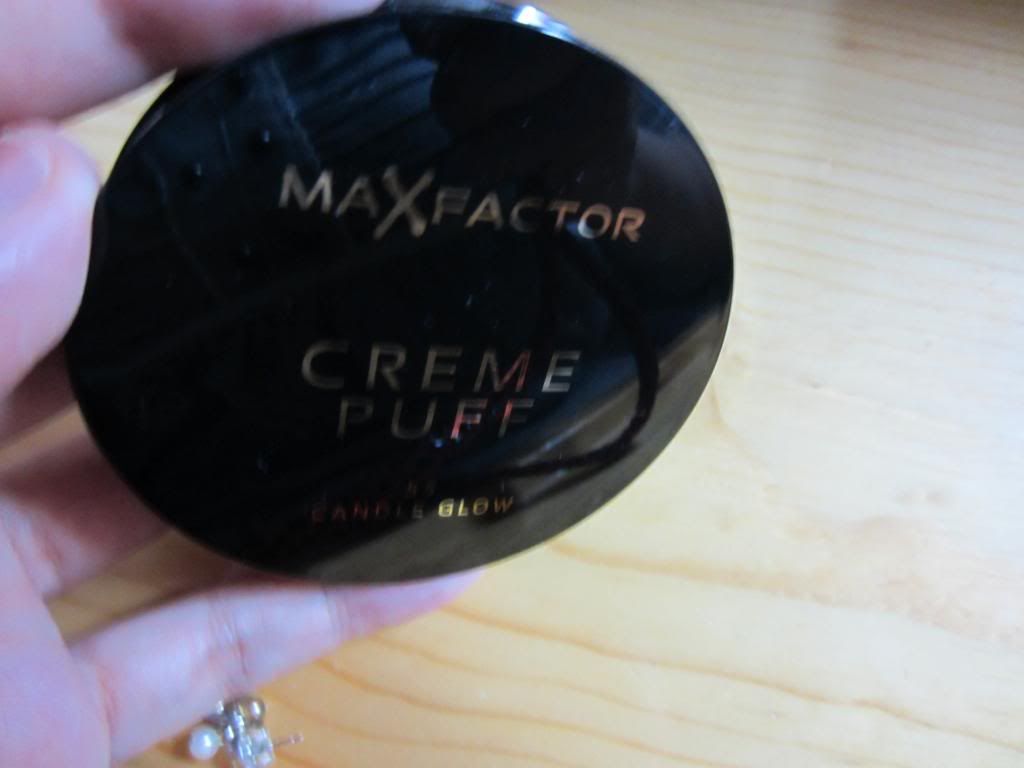 MAXFACTOR
CREME
PUFF
CANDLE GLOW